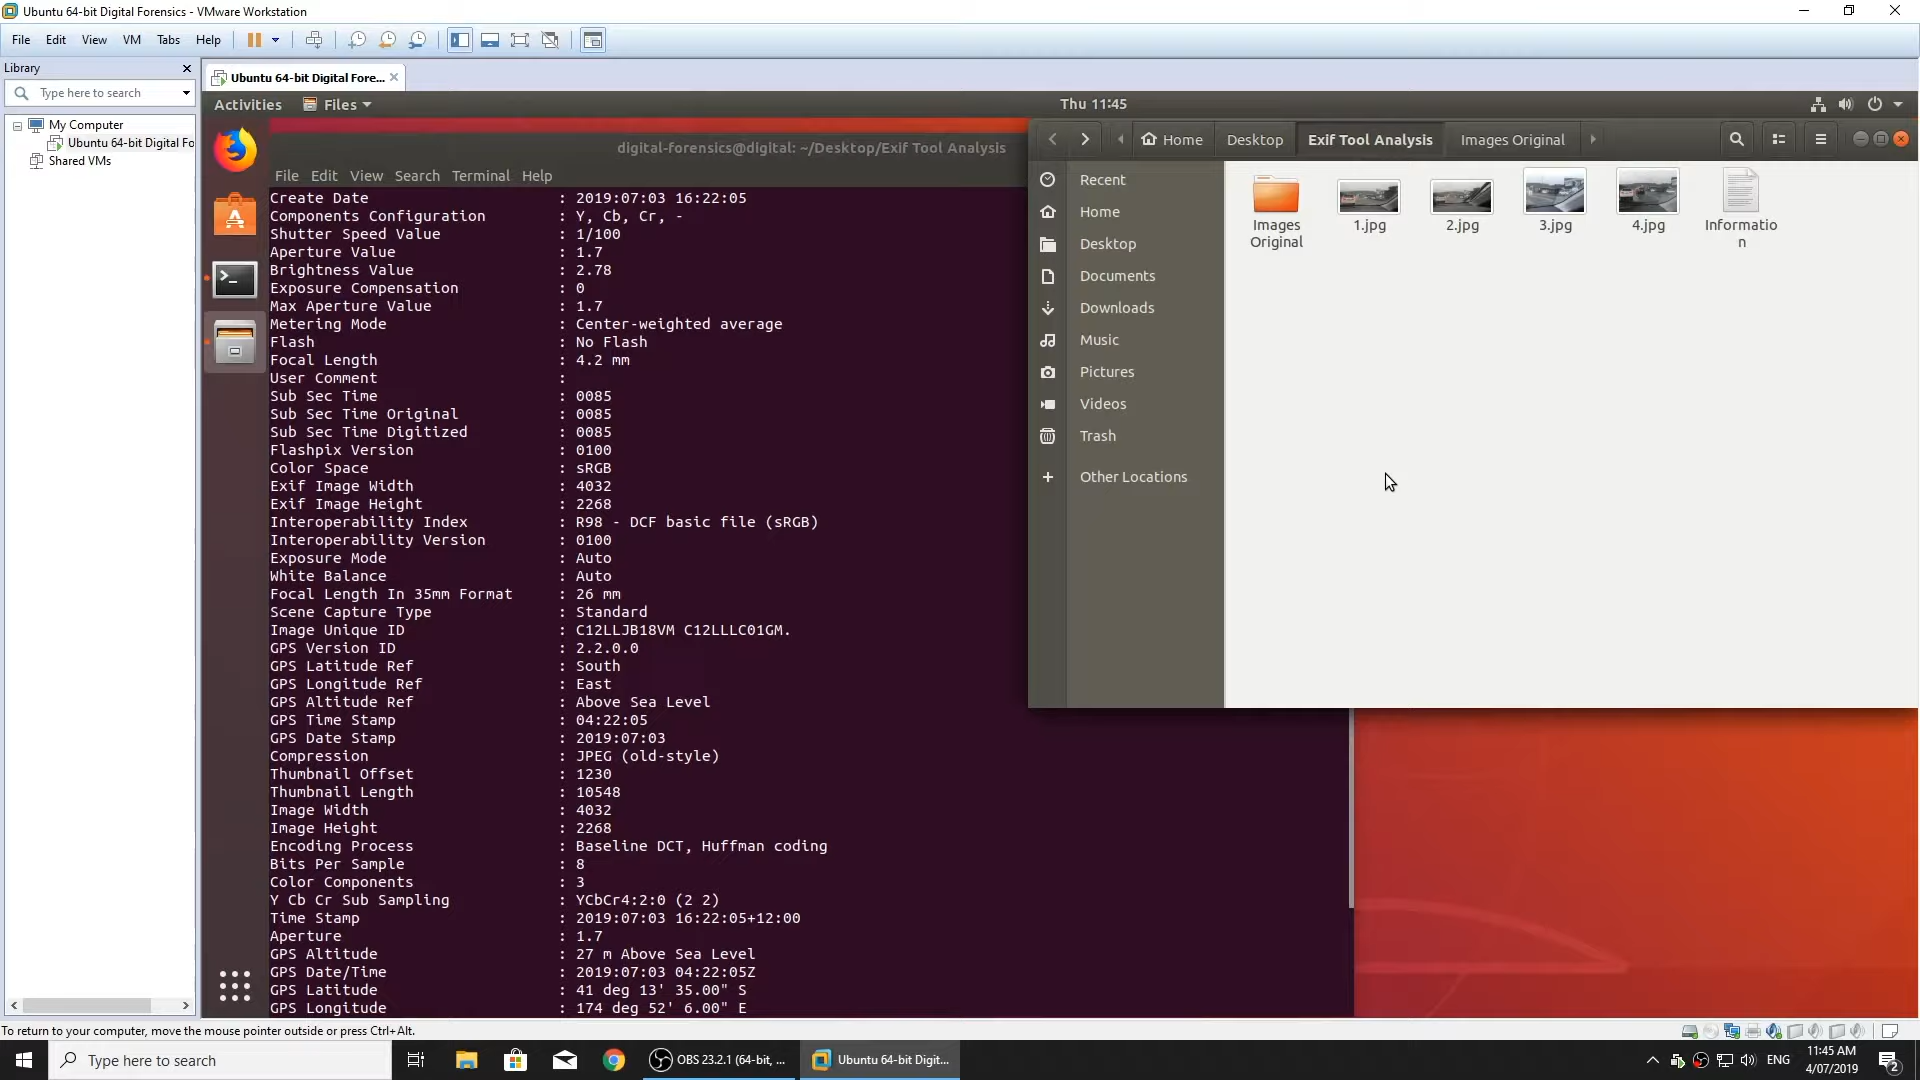 Ubuntu 64-bit Digital Forensics - VMware Workstation
File Edit View VM Tabs Help
Library
Type here to search
My Computer
Ubuntu 64-bit Digital Fo
Shared VMs
Ubuntu 64-bit Digital Fore...
Activities Files Thu 11:45
digital-forensics@digital: ~/Desktop/Exif Tool Analysis
File Edit View Search Terminal Help
Create Date : 2019:07:03 16:22:05
Components Configuration : Y, Cb, Cr, -
Shutter Speed Value : 1/100
Aperture Value : 1.7
Brightness Value : 2.78
Exposure Compensation : 0
Max Aperture Value : 1.7
Metering Mode : Center-weighted average
Flash : No Flash
Focal Length : 4.2 mm
User Comment :
Sub Sec Time : 0085
Sub Sec Time Original : 0085
Sub Sec Time Digitized : 0085
Flashpix Version : 0100
Color Space : sRGB
Exif Image Width : 4032
Exif Image Height : 2268
Interoperability Index : R98 - DCF basic file (sRGB)
Interoperability Version : 0100
Exposure Mode : Auto
White Balance : Auto
Focal Length In 35mm Format : 26 mm
Scene Capture Type : Standard
Image Unique ID : C12LLJB18VM C12LLLC01GM.
GPS Version ID : 2.2.0.0
GPS Latitude Ref : South
GPS Longitude Ref : East
GPS Altitude Ref : Above Sea Level
GPS Time Stamp : 04:22:05
GPS Date Stamp : 2019:07:03
Compression : JPEG (old-style)
Thumbnail Offset : 1230
Thumbnail Length : 10548
Image Width : 4032
Image Height : 2268
Encoding Process : Baseline DCT, Huffman coding
Bits Per Sample : 8
Color Components : 3
Y Cb Cr Sub Sampling : YCbCr4:2:0 (2 2)
Time Stamp : 2019:07:03 16:22:05+12:00
Aperture : 1.7
GPS Altitude : 27 m Above Sea Level
GPS Date/Time : 2019:07:03 04:22:05Z
GPS Latitude : 41 deg 13' 35.00" S
GPS Longitude : 174 deg 52' 6.00" E
Home Desktop Exif Tool Analysis Images Original
Recent
Home
Desktop
Documents
Downloads
Music
Pictures
Videos
Trash
Other Locations
Images
Original
1.jpg
2.jpg
3.jpg
4.jpg
Informatio
n
To return to your computer, move the mouse pointer outside or press Ctrl+Alt.
Type here to search
OBS 23.2.1 (64-bit, ...
Ubuntu 64-bit Digit...
ENG
11:45 AM
4/07/2019
2